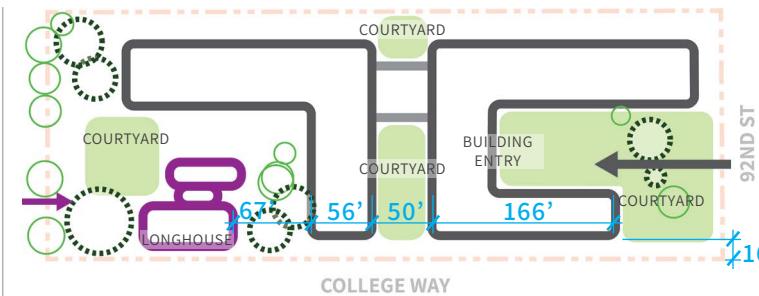 COURTYARD
COURTYARD
BUILDING
ENTRY
92ND ST
COURTYARD
COURTYARD
67’
56’
50’
166’
LONGHOUSE
COLLEGE WAY